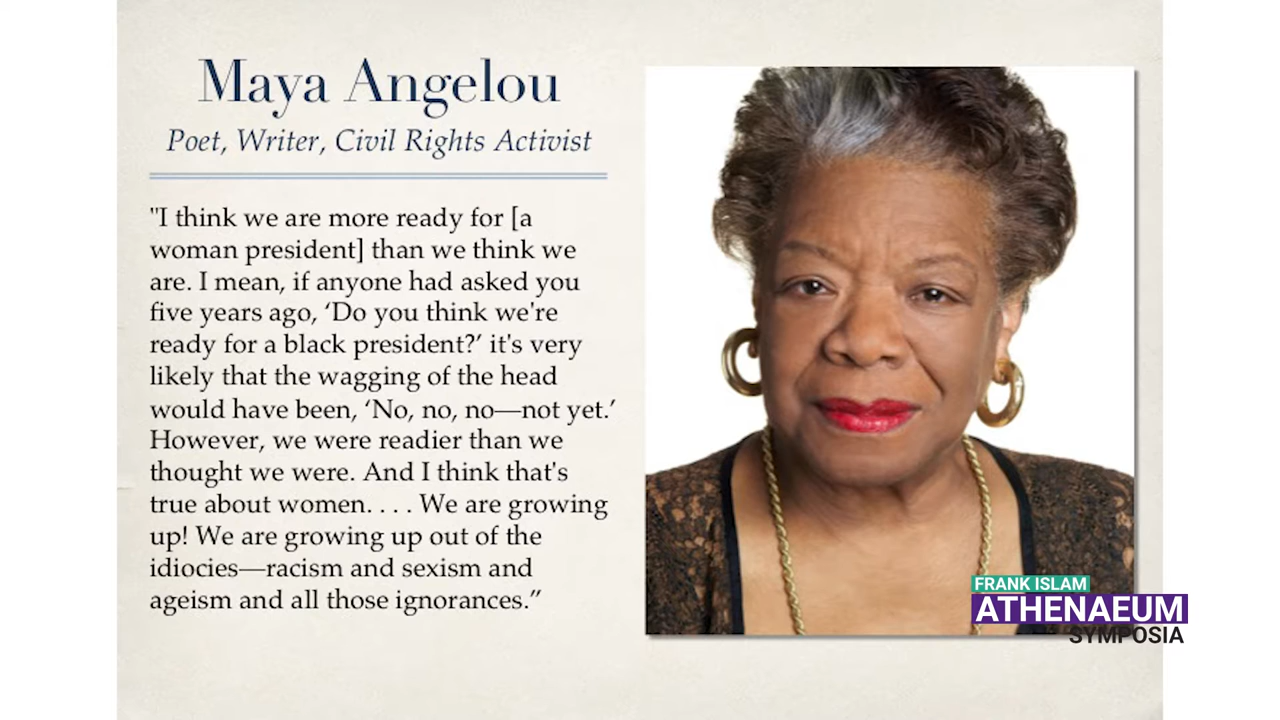 Maya Angelou
Poet, Writer, Civil Rights Activist
"I think we are more ready for [a
woman president] than we think we
are. I mean, if anyone had asked you
five years ago, ‘Do you think we're
ready for a black president?’ it's very
likely that the wagging of the head
would have been, ‘No, no, no—not yet.’
However, we were readier than we
thought we were. And I think that's
true about women. . . . We are growing
up! We are growing up out of the
idiocies—racism and sexism and
ageism and all those ignorances.”
FRANK ISLAM
ATHENAEUM
SYMPOSIA